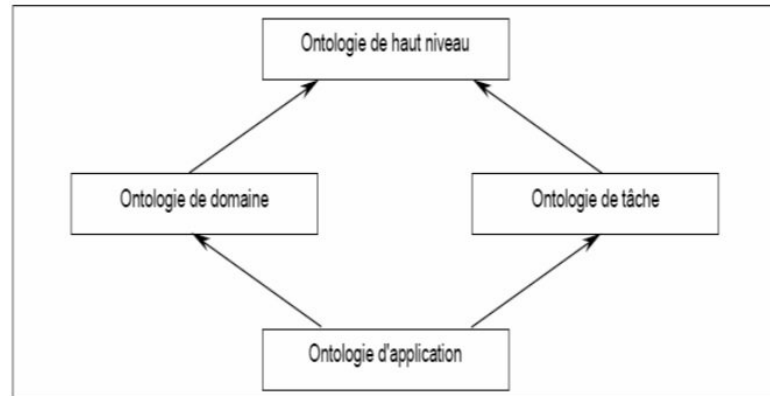 Ontologie de haut niveau
Ontologie de domaine
Ontologie de tâche
Ontologie d'application